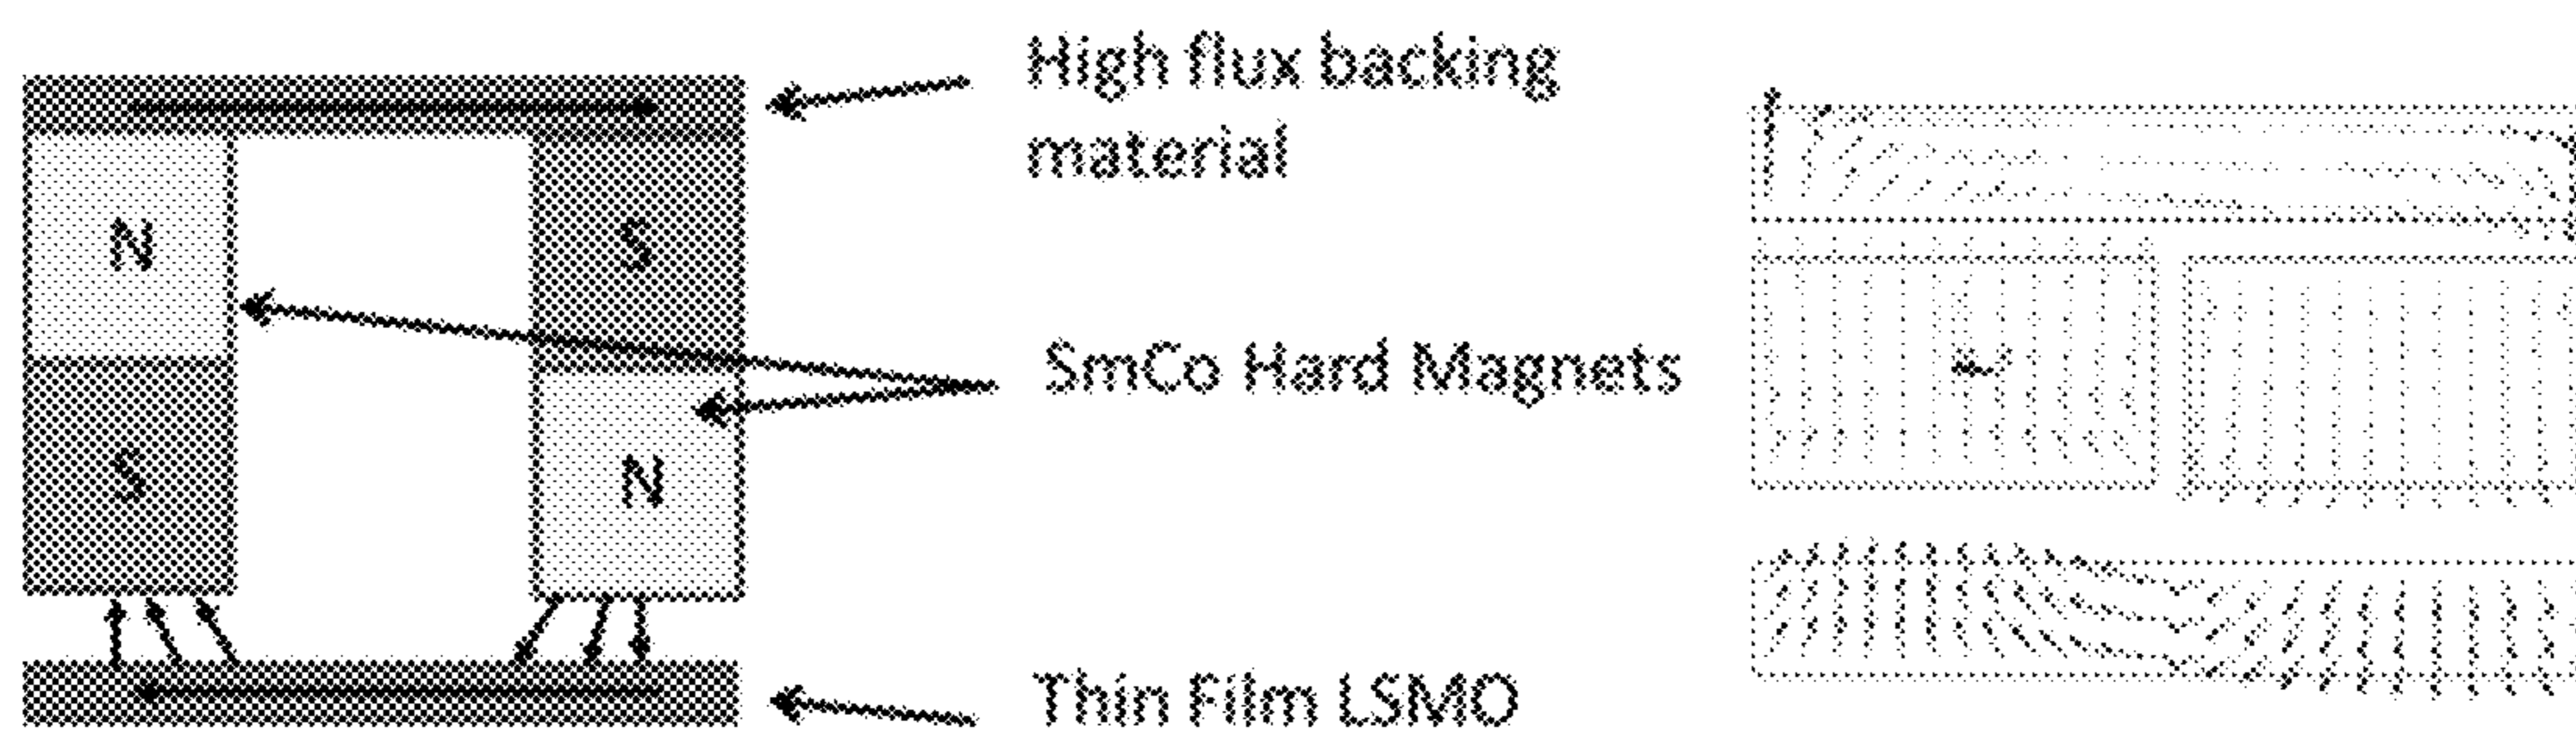 High flux backing
material
N
S
SmCo Hard Magnets
S
N
Thin Film LSMO